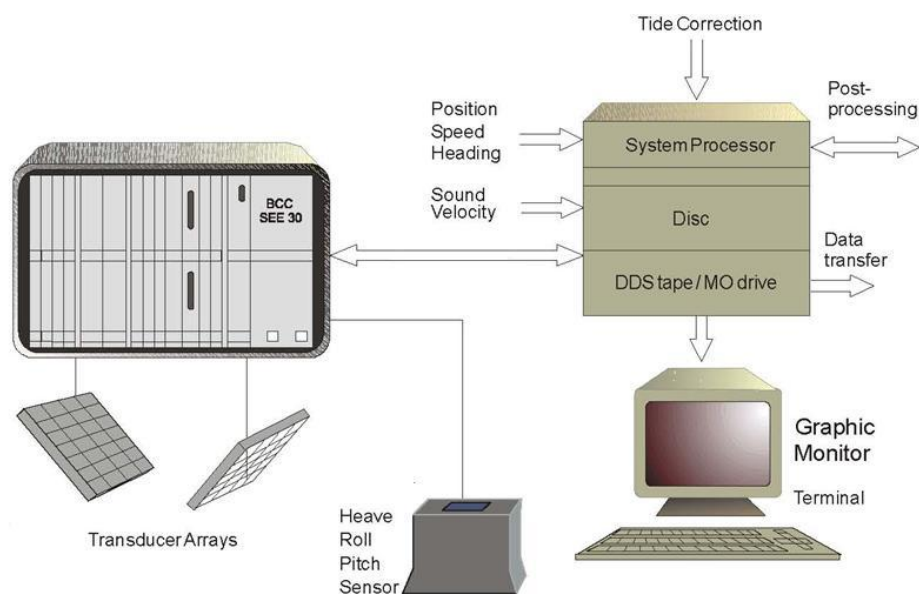 Tide Correction
Position
Speed
Heading
Post-
processing
System Processor
BCC
SEE 30
Sound
Velocity
Disc
Data
transfer
DDS tape / MO drive
Graphic
Monitor
Terminal
Transducer Arrays
Heave
Roll
Pitch
Sensor